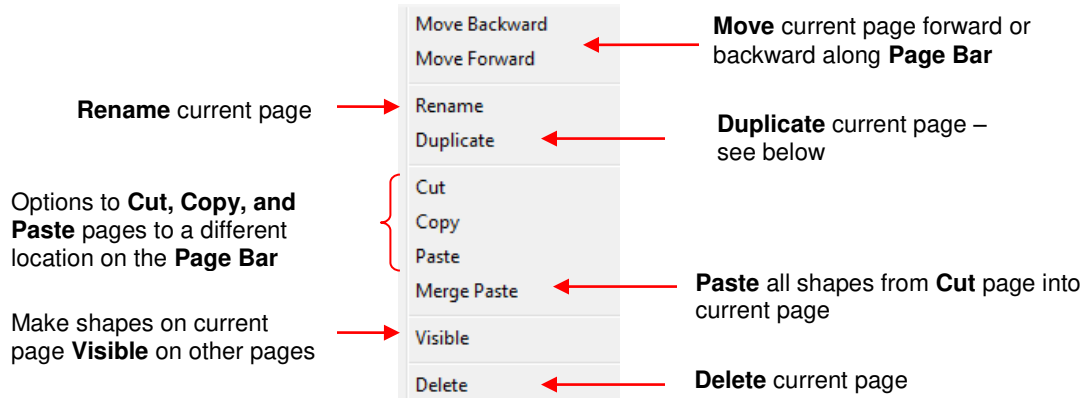 Move Backward
Move Forward
Move current page forward or
backward along Page Bar
Rename current page
Rename
Duplicate
Duplicate current page –
see below
Options to Cut, Copy, and
Paste pages to a different
location on the Page Bar
Cut
Copy
Paste
Merge Paste
Paste all shapes from Cut page into
current page
Make shapes on current
page Visible on other pages
Visible
Delete
Delete current page